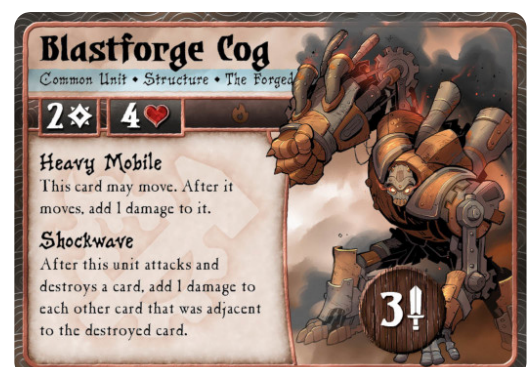 Blastforge Cog
Common Unit • Structure • The Forged
2 4
Heavy Mobile
This card may move. After it
moves, add 1 damage to it.
Shockwave
After this unit attacks and
destroys a card, add 1 damage to
each other card that was adjacent
to the destroyed card.
3